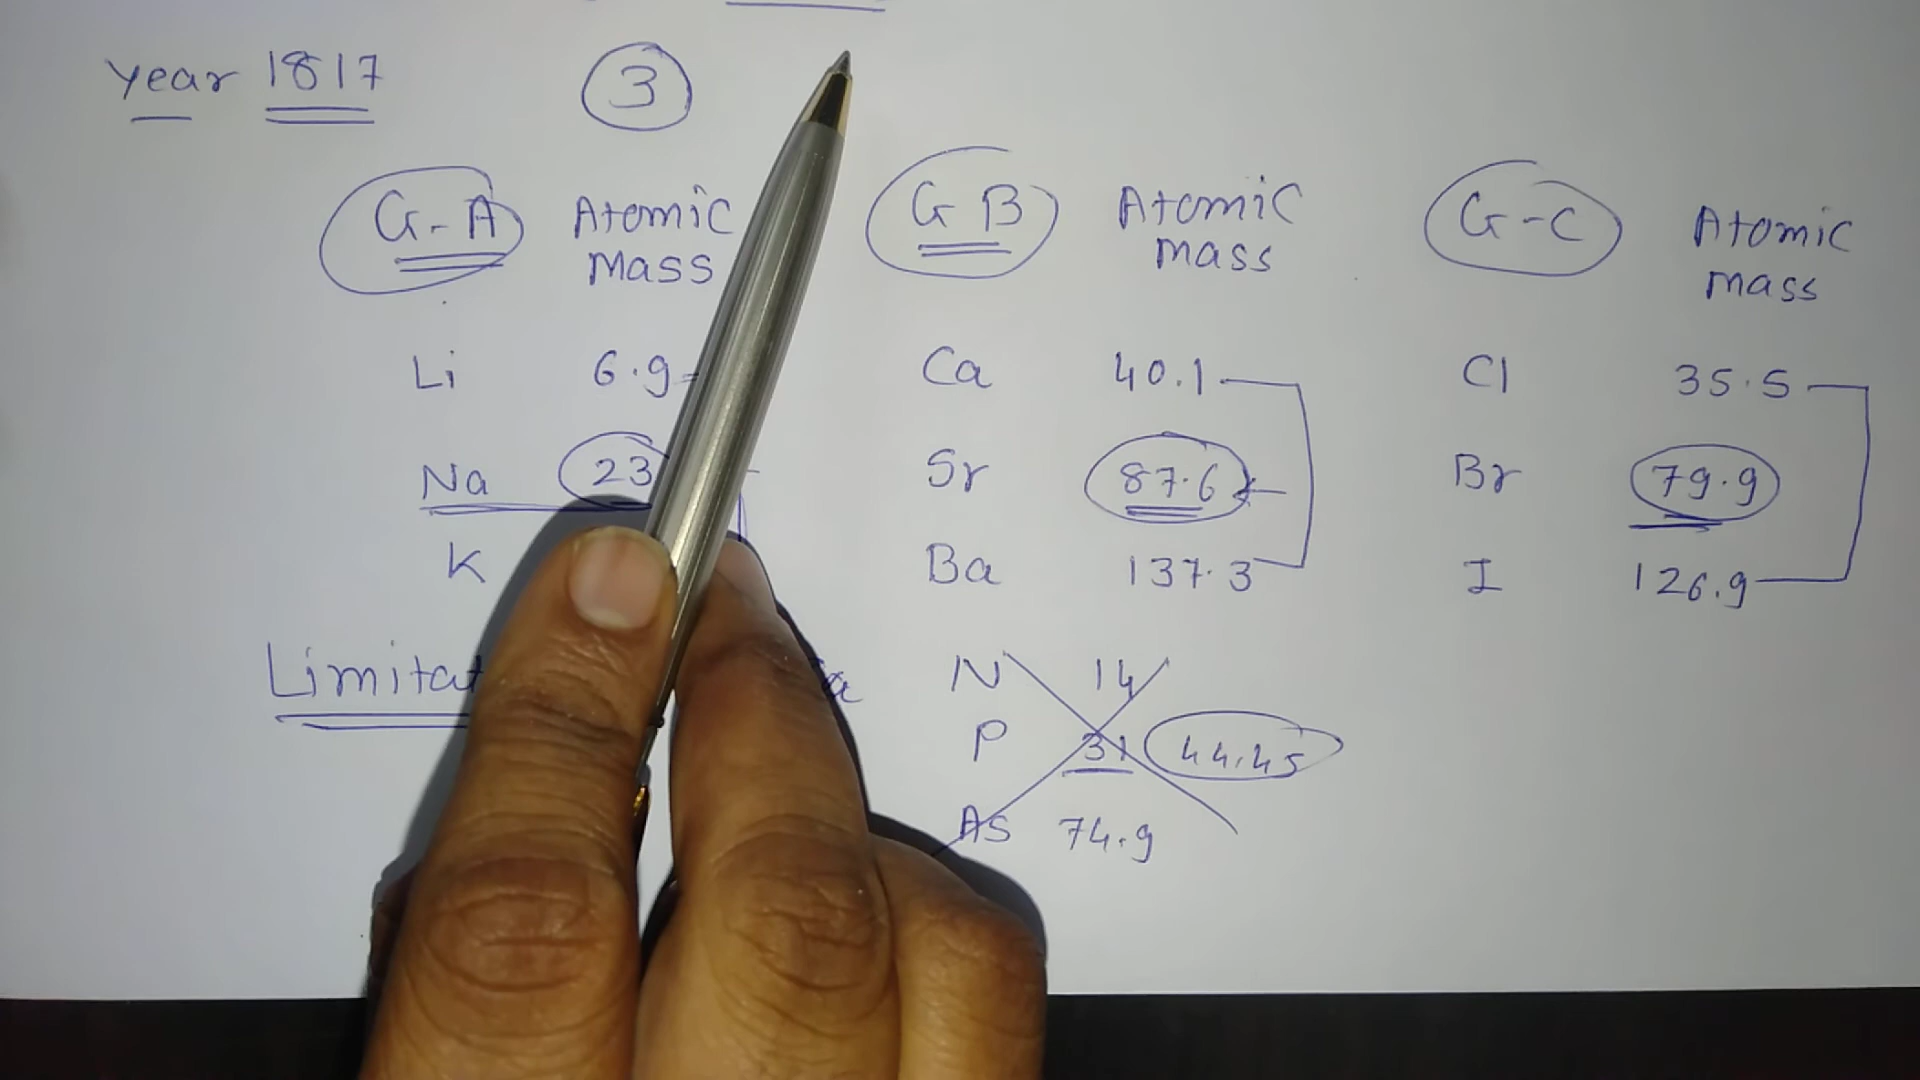 Year 1817 3
G-A Atomic mass G B Atomic mass G-C Atomic mass
Li 6.9 Ca 40.1 Cl 35.5
Na 23 Sr 87.6 Br 79.9
K Ba 137.3 I 126.9
N 14
P 31 44.45
As 74.9